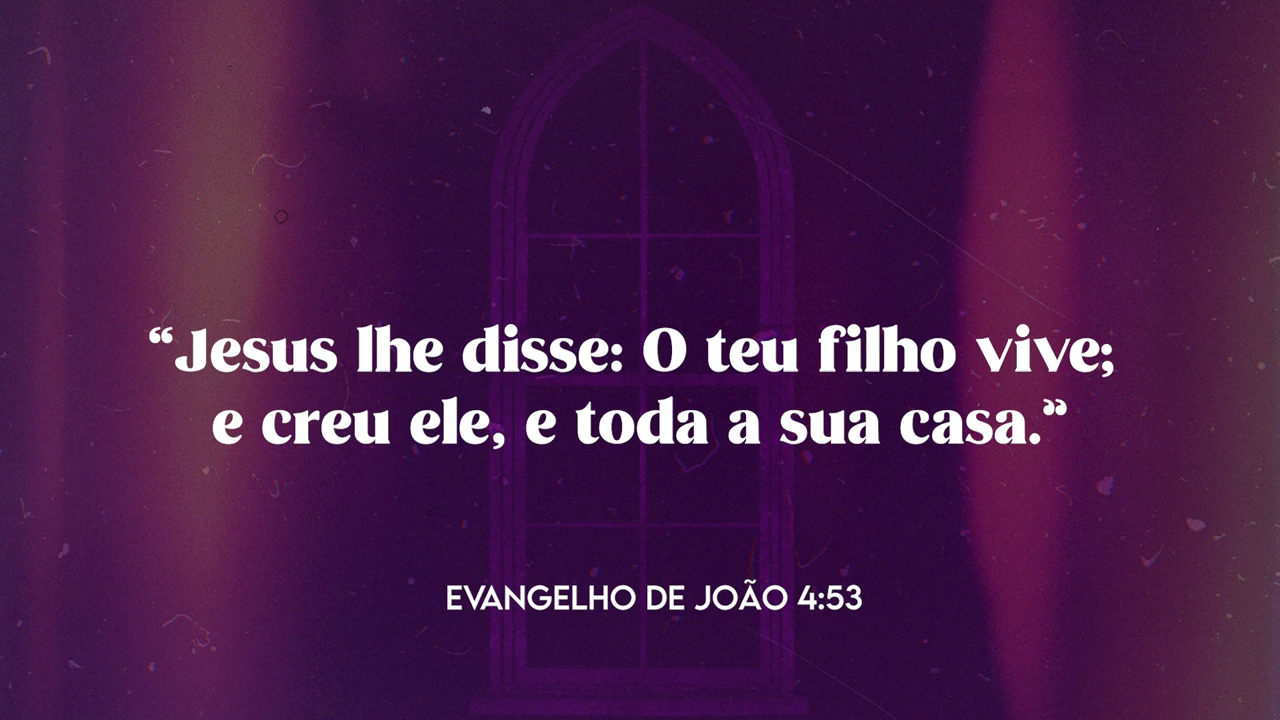 “Jesus lhe disse: O teu filho vive;
e creu ele, e toda a sua casa.”
EVANGELHO DE JOÃO 4:53